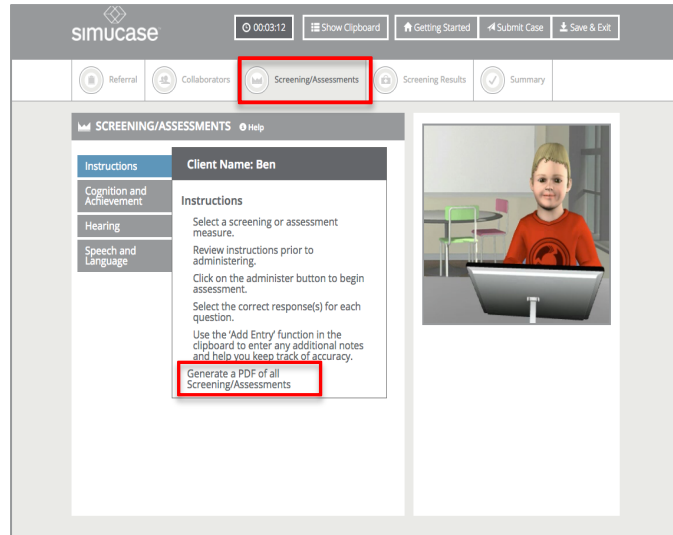 simucase
00:03:12
Show Clipboard
Getting Started
Submit Case
Save & Exit
Referral
Collaborators
Screening/Assessments
Screening Results
Summary
SCREENING/ASSESSMENTS
Help
Instructions
Cognition and
Achievement
Hearing
Speech and
Language
Client Name: Ben
Instructions
Select a screening or assessment
measure.
Review instructions prior to
administering.
Click on the administer button to begin
assessment.
Select the correct response(s) for each
question.
Use the 'Add Entry' function in the
clipboard to enter any additional notes
and help you keep track of accuracy.
Generate a PDF of all
Screening/Assessments